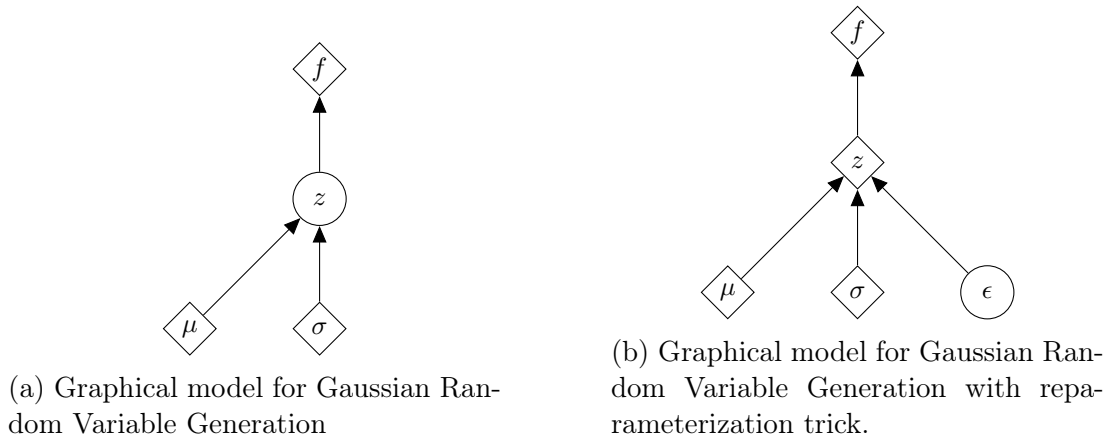 f
z
μ
σ
(a) Graphical model for Gaussian Ran-
dom Variable Generation
f
z
μ
σ
ϵ
(b) Graphical model for Gaussian Ran-
dom Variable Generation with repa-
rameterization trick.